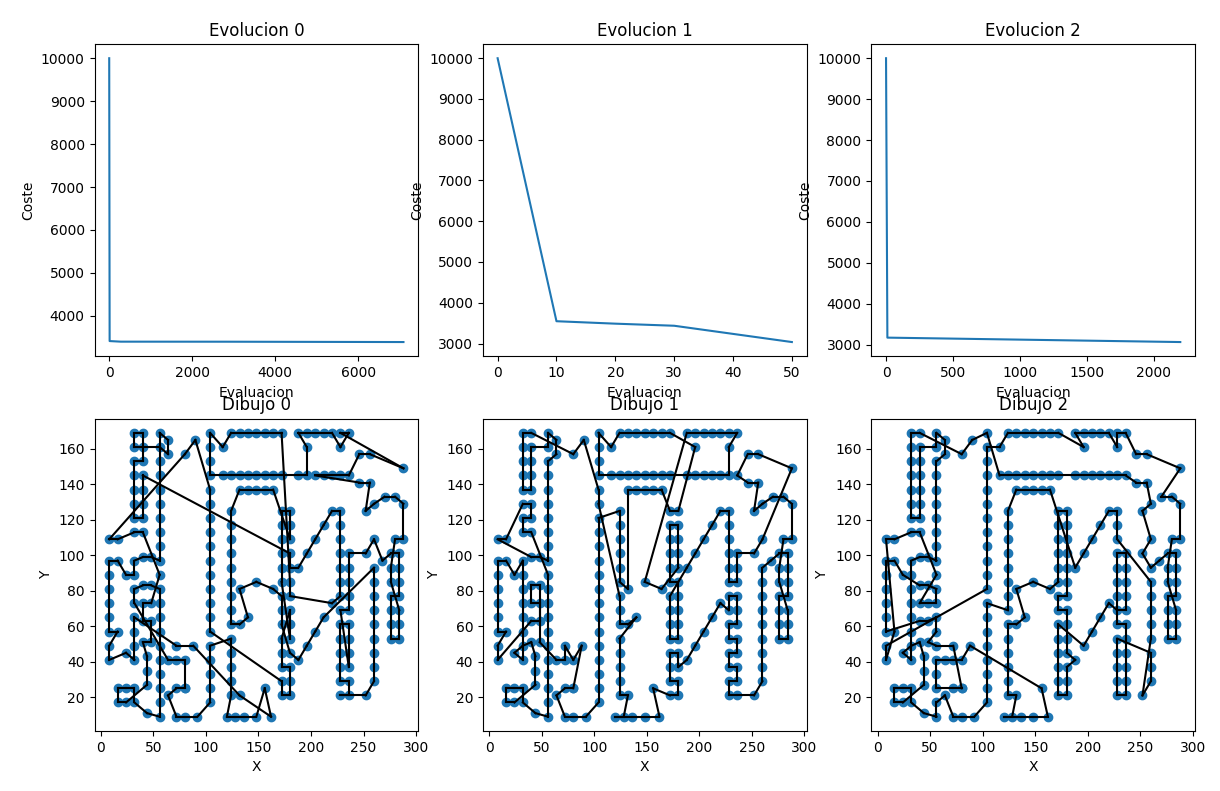 Evolucion 0 Evolucion 1 Evolucion 2
10000 10000 10000
9000 9000 9000
8000 8000 8000
7000 7000 7000
Coste Coste Coste
6000 6000 6000
5000 5000 5000
4000 4000 4000
3000 3000
0 2000 4000 6000 0 10 20 30 40 50 0 500 1000 1500 2000
Evaluacion Evaluacion Evaluacion
Dibujo 0 Dibujo 1 Dibujo 2
160 160 160
140 140 140
120 120 120
100 100 100
Y Y Y
80 80 80
60 60 60
40 40 40
20 20 20
0 50 100 150 200 250 300 0 50 100 150 200 250 300 0 50 100 150 200 250 300
X X X